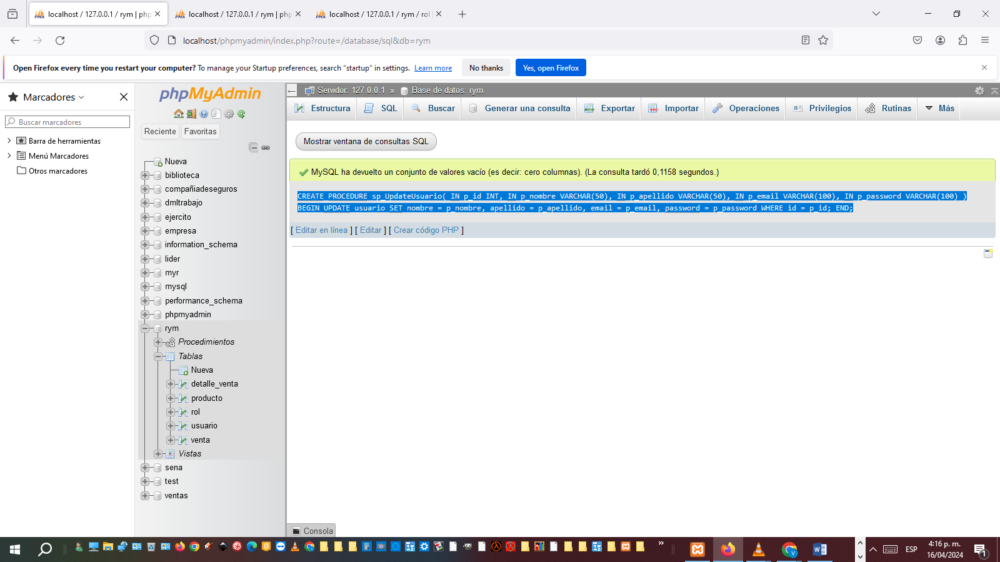 localhost / 127.0.0.1 / rym | php
localhost / 127.0.0.1 / rym | php
localhost / 127.0.0.1 / rym / rol |
localhost/phpmyadmin/index.php?route=/database/sql&db=rym
Open Firefox every time you restart your computer? To manage your Startup preferences, search “startup” in settings. Learn more
No thanks
Yes, open Firefox
Marcadores
Buscar marcadores
Barra de herramientas
Menú Marcadores
Otros marcadores
phpMyAdmin
Reciente
Favoritas
Nueva
biblioteca
compañiadeseguros
dmltrabajo
ejercito
empresa
information_schema
lider
myr
mysql
performance_schema
phpmyadmin
rym
Procedimientos
Tablas
Nueva
detalle_venta
producto
rol
usuario
venta
Vistas
sena
test
ventas
Servidor: 127.0.0.1 » Base de datos: rym
Estructura
SQL
Buscar
Generar una consulta
Exportar
Importar
Operaciones
Privilegios
Rutinas
Más
Mostrar ventana de consultas SQL
MySQL ha devuelto un conjunto de valores vacío (es decir: cero columnas). (La consulta tardó 0,1158 segundos.)
CREATE PROCEDURE sp_UpdateUsuario( IN p_id INT, IN p_nombre VARCHAR(50), IN p_apellido VARCHAR(50), IN p_email VARCHAR(100), IN p_password VARCHAR(100) )
BEGIN UPDATE usuario SET nombre = p_nombre, apellido = p_apellido, email = p_email, password = p_password WHERE id = p_id; END;
[ Editar en línea ] [ Editar ] [ Crear código PHP ]
Consola
ESP
4:16 p. m.
16/04/2024
1